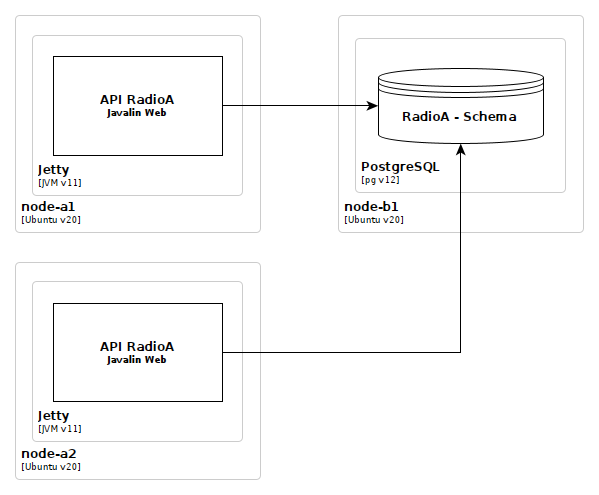 API RadioA
Javalin Web
Jetty
[JVM v11]
node-a1
[Ubuntu v20]
RadioA - Schema
PostgreSQL
[pg v12]
node-b1
[Ubuntu v20]
API RadioA
Javalin Web
Jetty
[JVM v11]
node-a2
[Ubuntu v20]